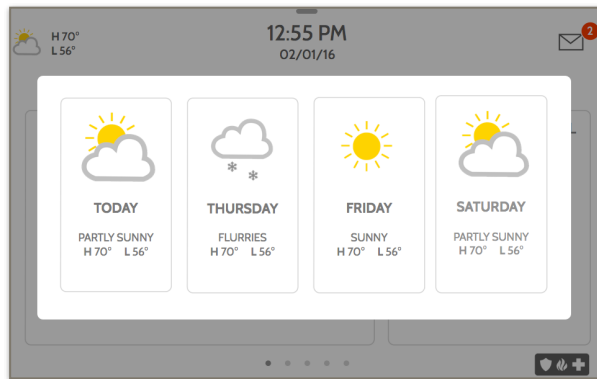 H 70°
L 56°
12:55 PM
02/01/16
2
TODAY
PARTLY SUNNY
H 70° L 56°
THURSDAY
FLURRIES
H 70° L 56°
FRIDAY
SUNNY
H 70° L 56°
SATURDAY
PARTLY SUNNY
H 70° L 56°